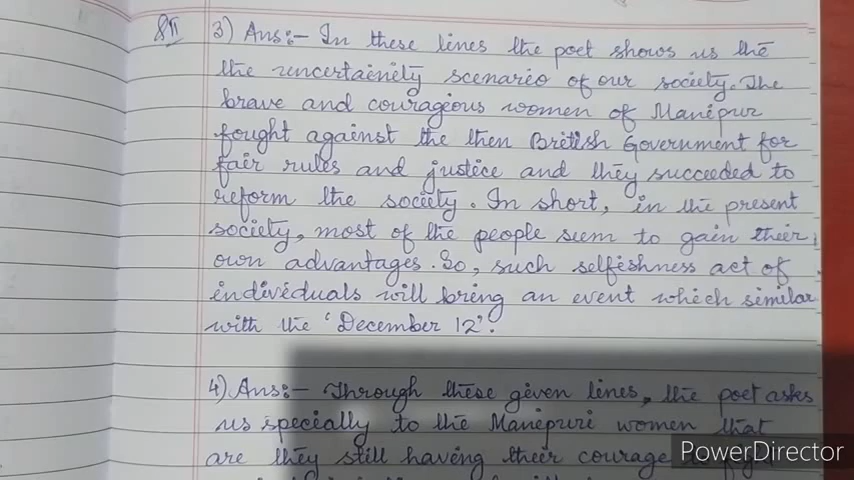 3) Ans:- In these lines the poet shows us the
the uncertainity scenario of our society. The
brave and courageous women of Manipur
fought against the then British Government for
fair rules and justice and they succeeded to
reform the society. In short, in the present
society, most of the people seem to gain their
own advantages. So, such selfishness act of
individuals will bring an event which similar
with the 'December 12'.
4) Ans:- Through these given lines, the poet asks
us specially to the Manipuri women that
are they still having their courage to fight
PowerDirector